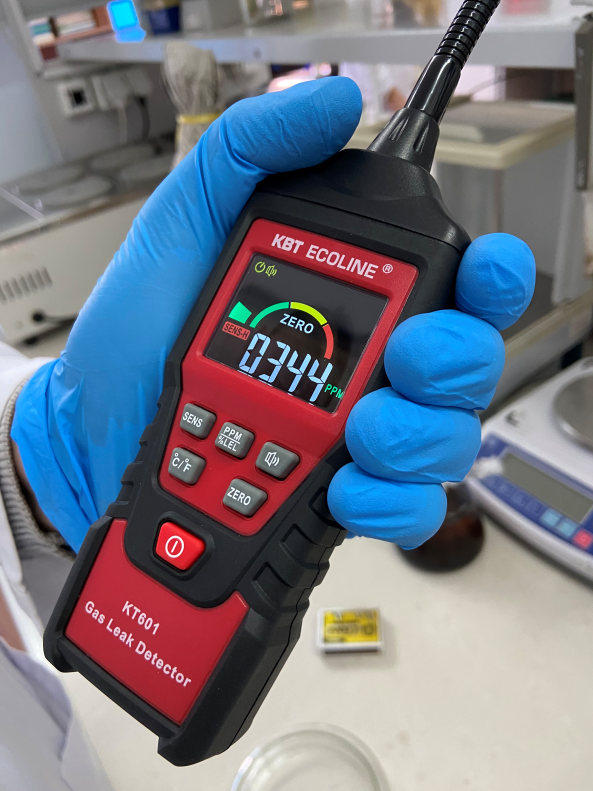 KBT ECOLINE ®
ZERO
SENS-H
0344 PPM
SENS
PPM
%LEL
°C/°F
ZERO
KT601
Gas Leak Detector